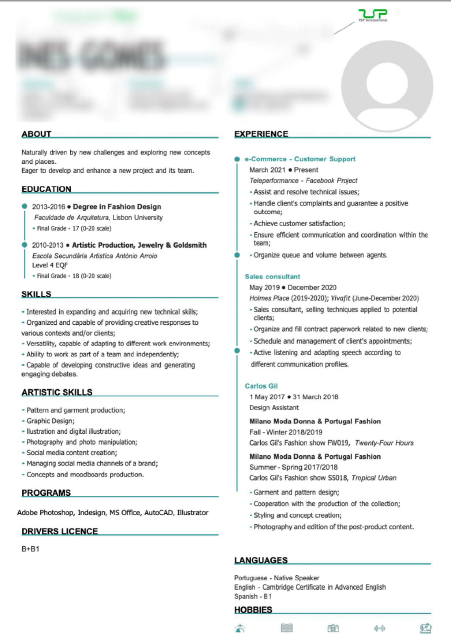 TSP
TSP International
INES GOMES
ABOUT
Naturally driven by new challenges and exploring new concepts
and places.
Eager to develop and enhance a new project and its team.
EDUCATION
2013-2016 ● Degree in Fashion Design
Faculdade de Arquitetura, Lisbon University
- Final Grade - 17 (0-20 scale)
2010-2013 ● Artistic Production, Jewelry & Goldsmith
Escola Secundária Artística António Arroio
Level 4 EQF
- Final Grade - 18 (0-20 scale)
SKILLS
- Interested in expanding and acquiring new technical skills;
- Organized and capable of providing creative responses to
various contexts and/or clients;
- Versatility, capable of adapting to different work environments;
- Ability to work as part of a team and independently;
- Capable of developing constructive ideas and generating
engaging debates.
ARTISTIC SKILLS
- Pattern and garment production;
- Graphic Design;
- Ilustration and digital illustration;
- Photography and photo manipulation;
- Social media content creation;
- Managing social media channels of a brand;
- Concepts and moodboards production.
PROGRAMS
Adobe Photoshop, Indesign, MS Office, AutoCAD, Illustrator
DRIVERS LICENCE
B+B1
EXPERIENCE
e-Commerce - Customer Support
March 2021 ● Present
Teleperformance - Facebook Project
- Assist and resolve technical issues;
- Handle client's complaints and guarantee a positive
outcome;
- Achieve customer satisfaction;
- Ensure efficient communication and coordination within the
team;
- Organize queue and volume between agents.
Sales consultant
May 2019 ● December 2020
Holmes Place (2019-2020); Vivafit (June-December 2020)
- Sales consultant, selling techniques applied to potential
clients;
- Organize and fill contract paperwork related to new clients;
- Schedule and management of client's appointments;
- Active listening and adapting speech according to
different communication profiles.
Carlos Gil
1 May 2017 ● 31 March 2018
Design Assistant
Milano Moda Donna & Portugal Fashion
Fall - Winter 2018/2019
Carlos Gil's Fashion show FW019, Twenty-Four Hours
Milano Moda Donna & Portugal Fashion
Summer - Spring 2017/2018
Carlos Gil's Fashion show SS018, Tropical Urban
- Garment and pattern design;
- Cooperation with the production of the collection;
- Styling and concept creation;
- Photography and edition of the post-product content.
LANGUAGES
Portuguese - Native Speaker
English - Cambridge Certificate in Advanced English
Spanish - B1
HOBBIES